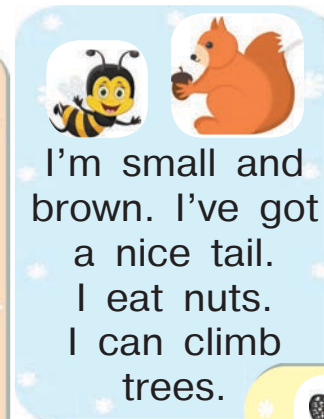 I'm small and
brown. I've got
a nice tail.
I eat nuts.
I can climb
trees.